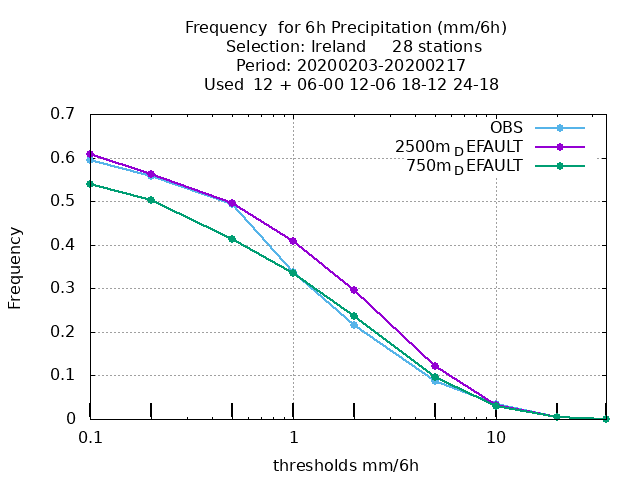 Frequency  for 6h Precipitation (mm/6h)
Selection: Ireland     28 stations
Period: 20200203-20200217
Used  12 + 06-00 12-06 18-12 24-18
OBS
2500m_DEFAULT
750m_DEFAULT
0.7
0.6
0.5
0.4
0.3
0.2
0.1
0
Frequency
0.1
1
10
thresholds mm/6h